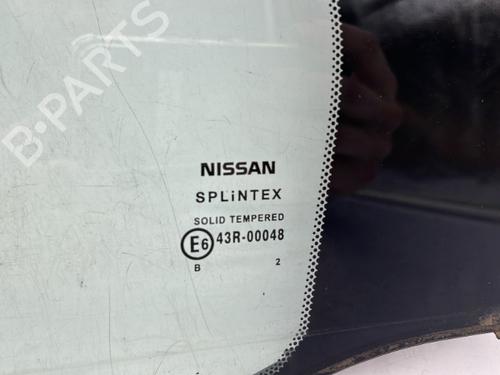 B-PARTS
NISSAN
SPLiNTEX
SOLID TEMPERED
E6 43R-00048
B 2